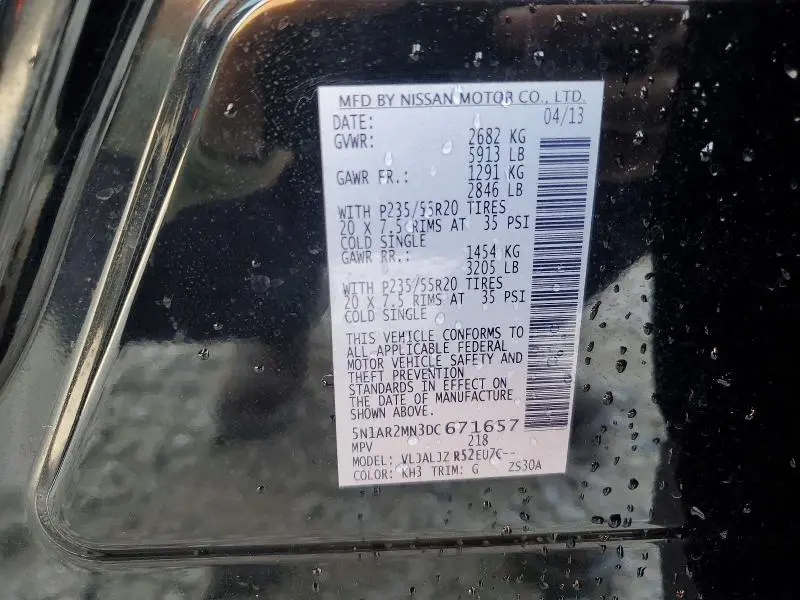 MFD BY NISSAN MOTOR CO., LTD.
DATE: 04/13
GVWR: 2682 KG
5913 LB
GAWR FR.: 1291 KG
2846 LB
WITH P235/55R20 TIRES
20 X 7.5 RIMS AT 35 PSI
COLD SINGLE
GAWR RR.: 1454 KG
3205 LB
WITH P235/55R20 TIRES
20 X 7.5 RIMS AT 35 PSI
COLD SINGLE
THIS VEHICLE CONFORMS TO
ALL APPLICABLE FEDERAL
MOTOR VEHICLE SAFETY AND
THEFT PREVENTION
STANDARDS IN EFFECT ON
THE DATE OF MANUFACTURE
SHOWN ABOVE.
5N1AR2MN3DC671657
MPV 218
MODEL: VLJALJZ R52EU7C--
COLOR: KH3 TRIM: G ZS30A